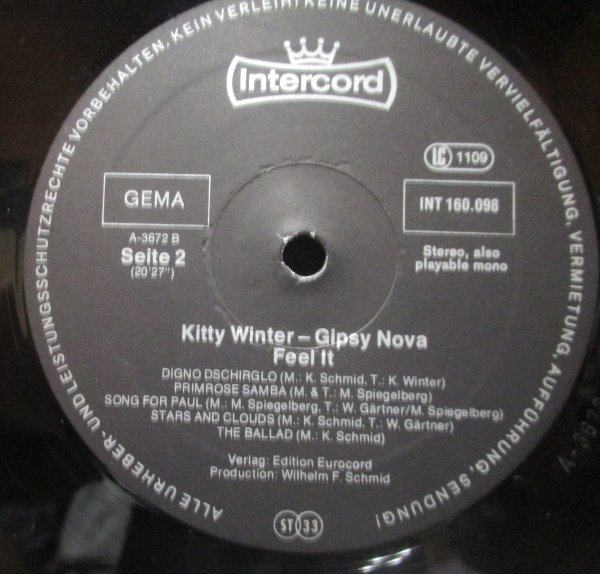 ALLE URHEBER- UND LEISTUNGSSCHUTZRECHTE VORBEHALTEN. KEIN VERLEIH! KEINE UNERLAUBTE VERVIELFÄLTIGUNG, VERMIETUNG, AUFFÜHRUNG, SENDUNG!
Intercord
LC 1109
GEMA
INT 160.098
A-3672 B
Seite 2
(20'27")
Stereo, also
playable mono
Kitty Winter – Gipsy Nova
Feel It
DIGNO DSCHIRGLO (M.: K. Schmid, T.: K. Winter)
PRIMROSE SAMBA (M. & T.: M. Spiegelberg)
SONG FOR PAUL (M.: M. Spiegelberg, T.: W. Gärtner/M. Spiegelberg)
STARS AND CLOUDS (M.: K. Schmid, T.: W. Gärtner)
THE BALLAD (M.: K. Schmid)
Verlag: Edition Eurocord
Production: Wilhelm F. Schmid
ST 33